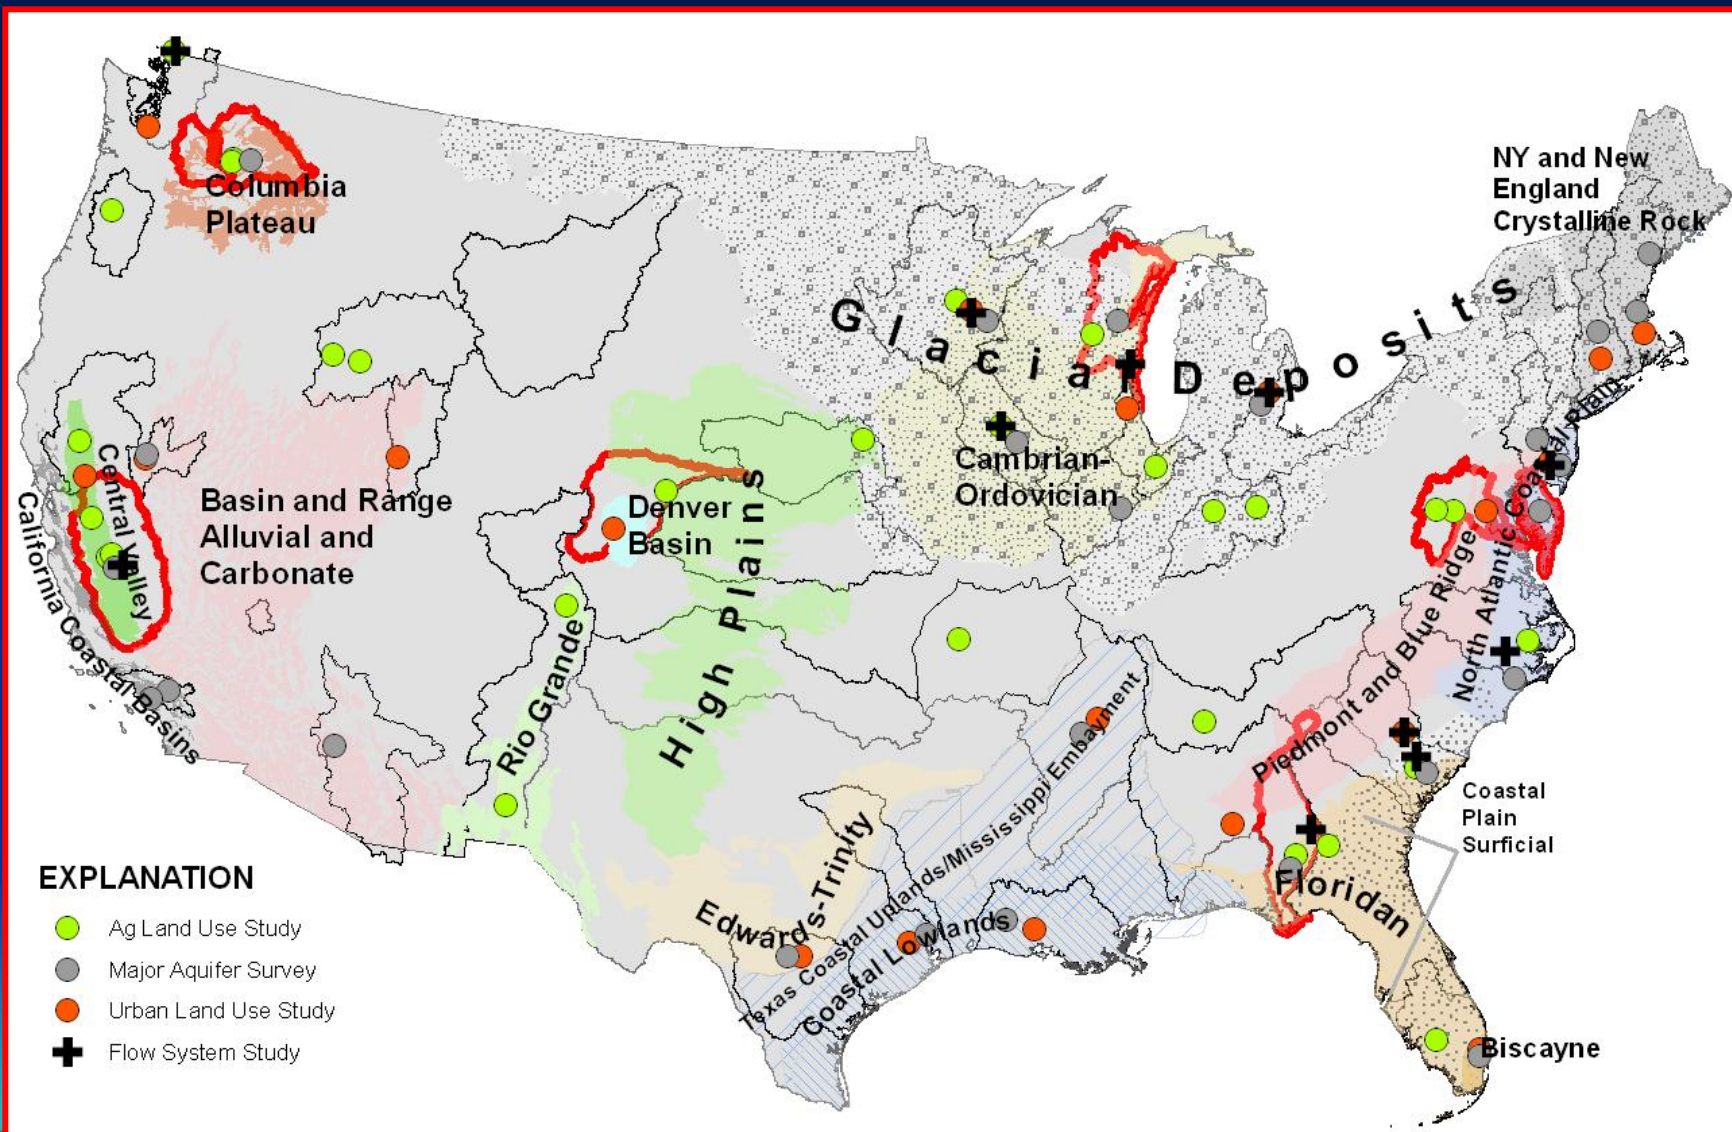 NY and New
England
Crystalline Rock
Columbia
Plateau
Glacial Deposits
Cambrian-
Ordovician
Central Valley
Basin and Range
Alluvial and
Carbonate
California Coastal Basins
Denver
Basin
High Plains
Rio Grande
North Atlantic Coastal Plain
Piedmont and Blue Ridge
Texas Coastal Uplands/Mississippi Embayment
Edwards-Trinity
Coastal Lowlands
Floridan
Coastal
Plain
Surficial
Biscayne
EXPLANATION
Ag Land Use Study
Major Aquifer Survey
Urban Land Use Study
Flow System Study